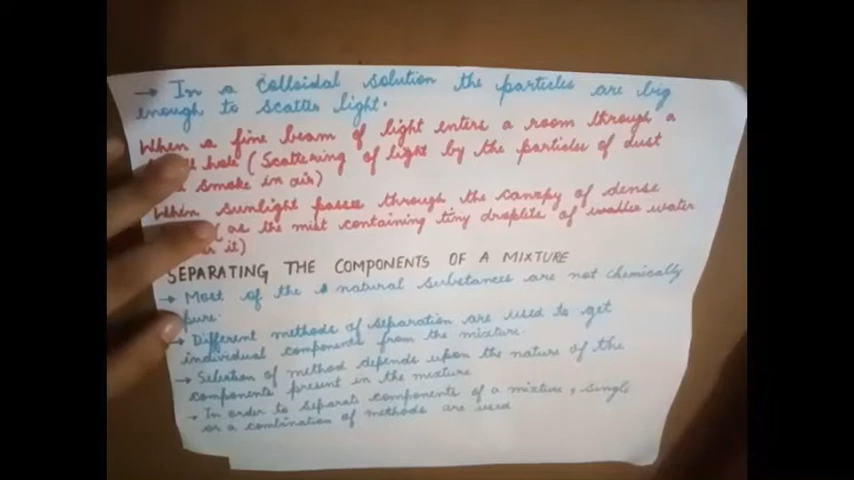 → In a colloidal solution the particles are big
enough to scatter light.
When a fine beam of light enters a room through a
hole (Scattering of light by the particles of dust
smoke in air)
When sunlight passes through the canopy of dense
( as the mist containing tiny droplets of water
it)
SEPARATING THE COMPONENTS OF A MIXTURE
→ Most of the natural substances are not chemically
pure.
→ Different methods of separation are used to get
individual components from the mixture.
→ Selection of method depends upon the nature of the
components present in the mixture
→ In order to separate components of a mixture, single
or a combination of methods are used